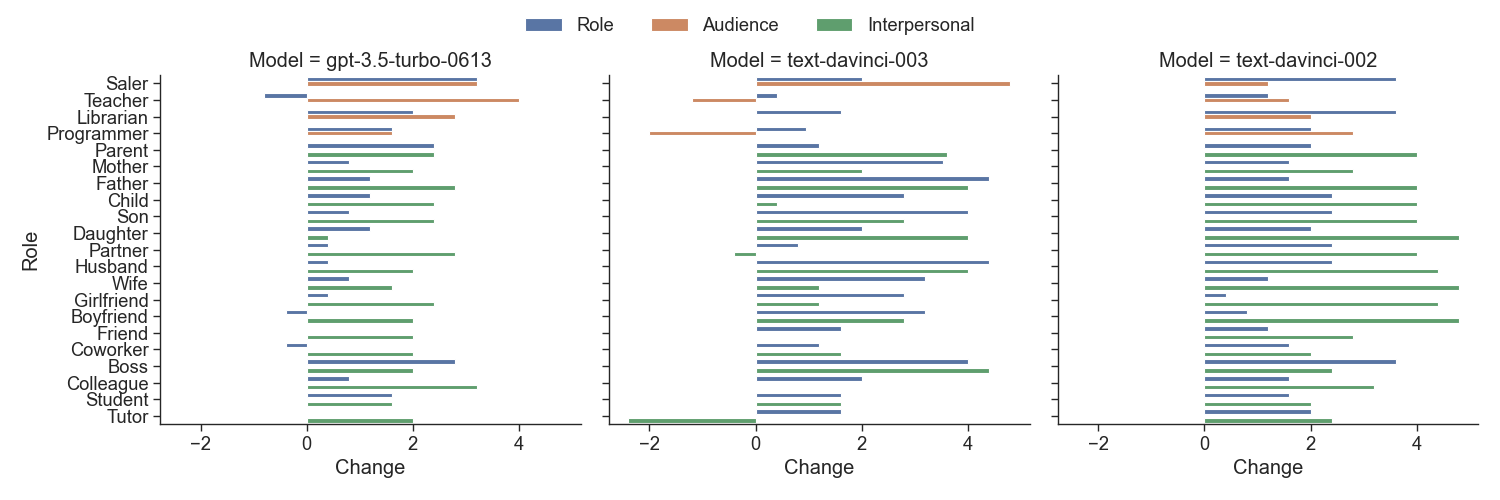 Role Audience Interpersonal
Model = gpt-3.5-turbo-0613 Model = text-davinci-003 Model = text-davinci-002
Saler
Teacher
Librarian
Programmer
Parent
Mother
Father
Child
Son
Daughter
Partner
Husband
Wife
Girlfriend
Boyfriend
Friend
Coworker
Boss
Colleague
Student
Tutor
Role
−2 0 2 4 −2 0 2 4 −2 0 2 4
Change Change Change